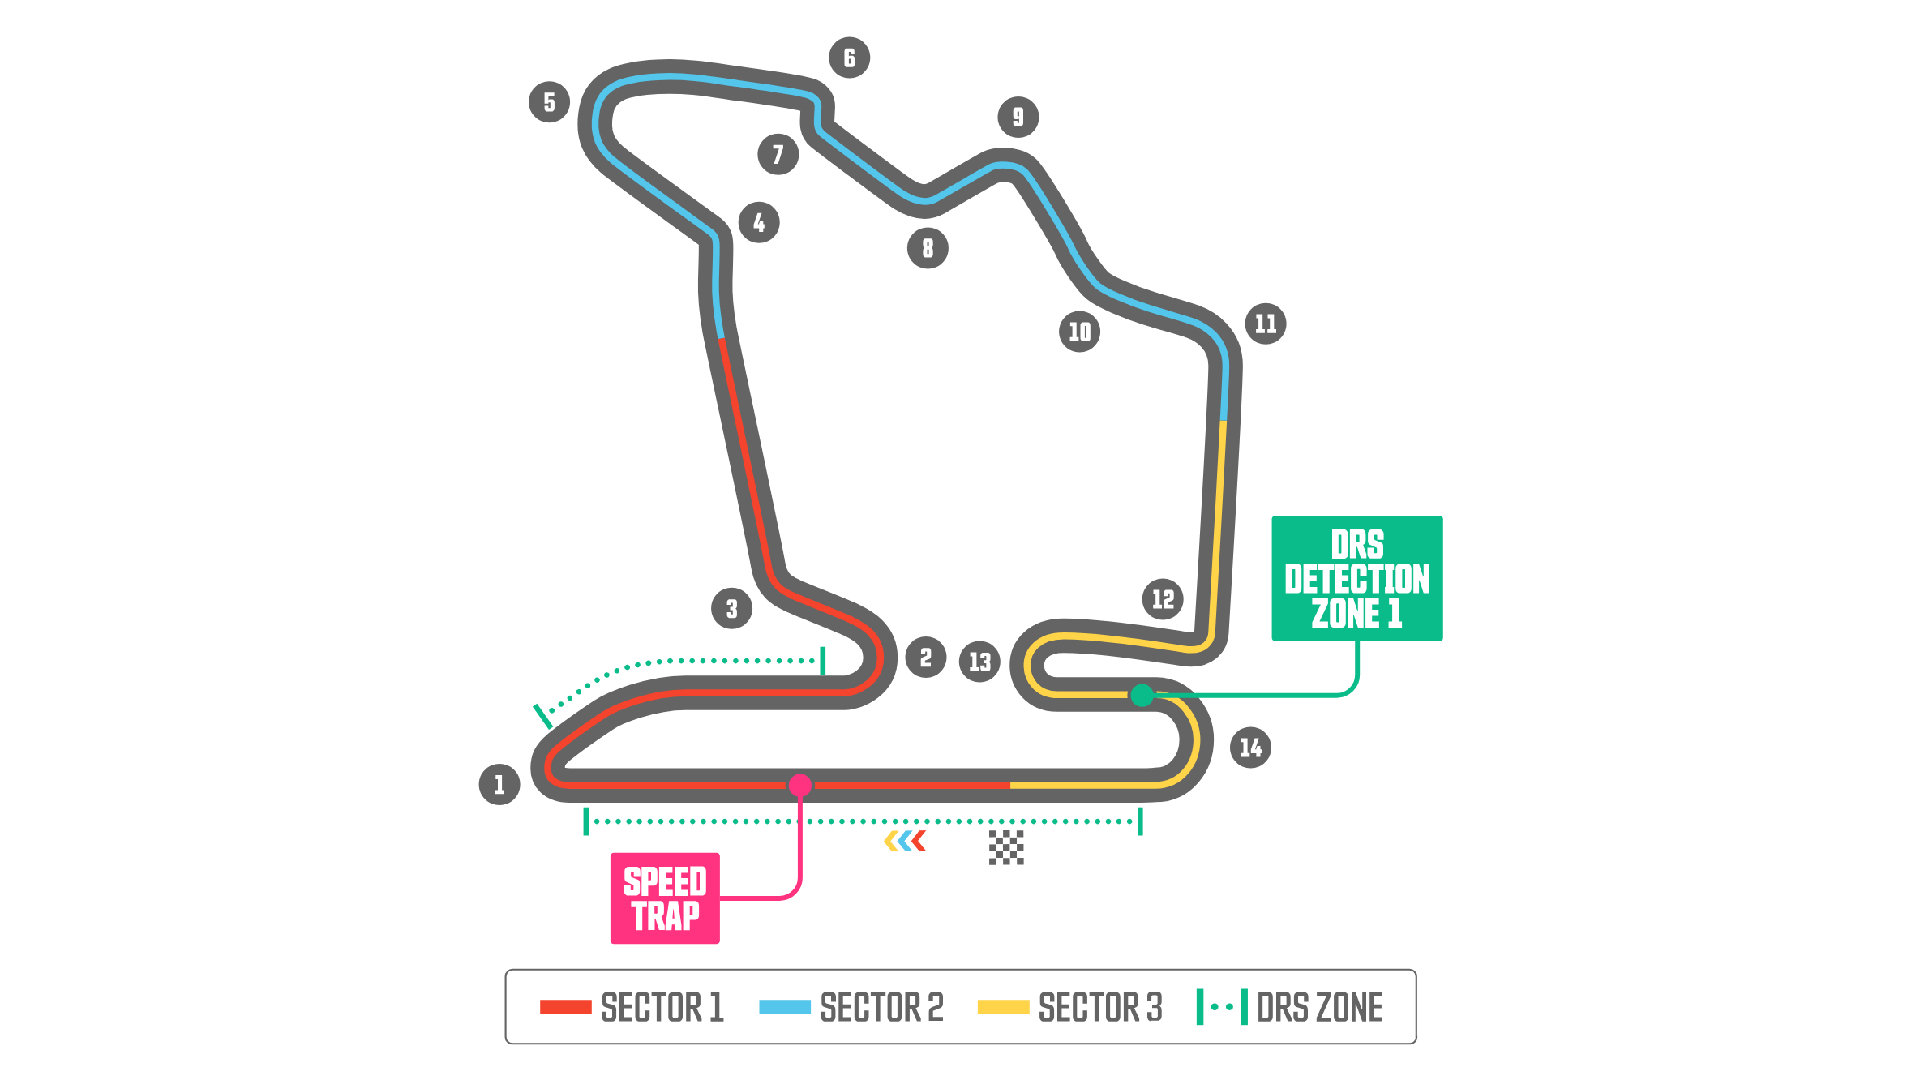 6
5
9
7
4
8
11
10
DRS
DETECTION
ZONE 1
12
3
2
13
14
1
SPEED
TRAP
SECTOR 1
SECTOR 2
SECTOR 3
DRS ZONE